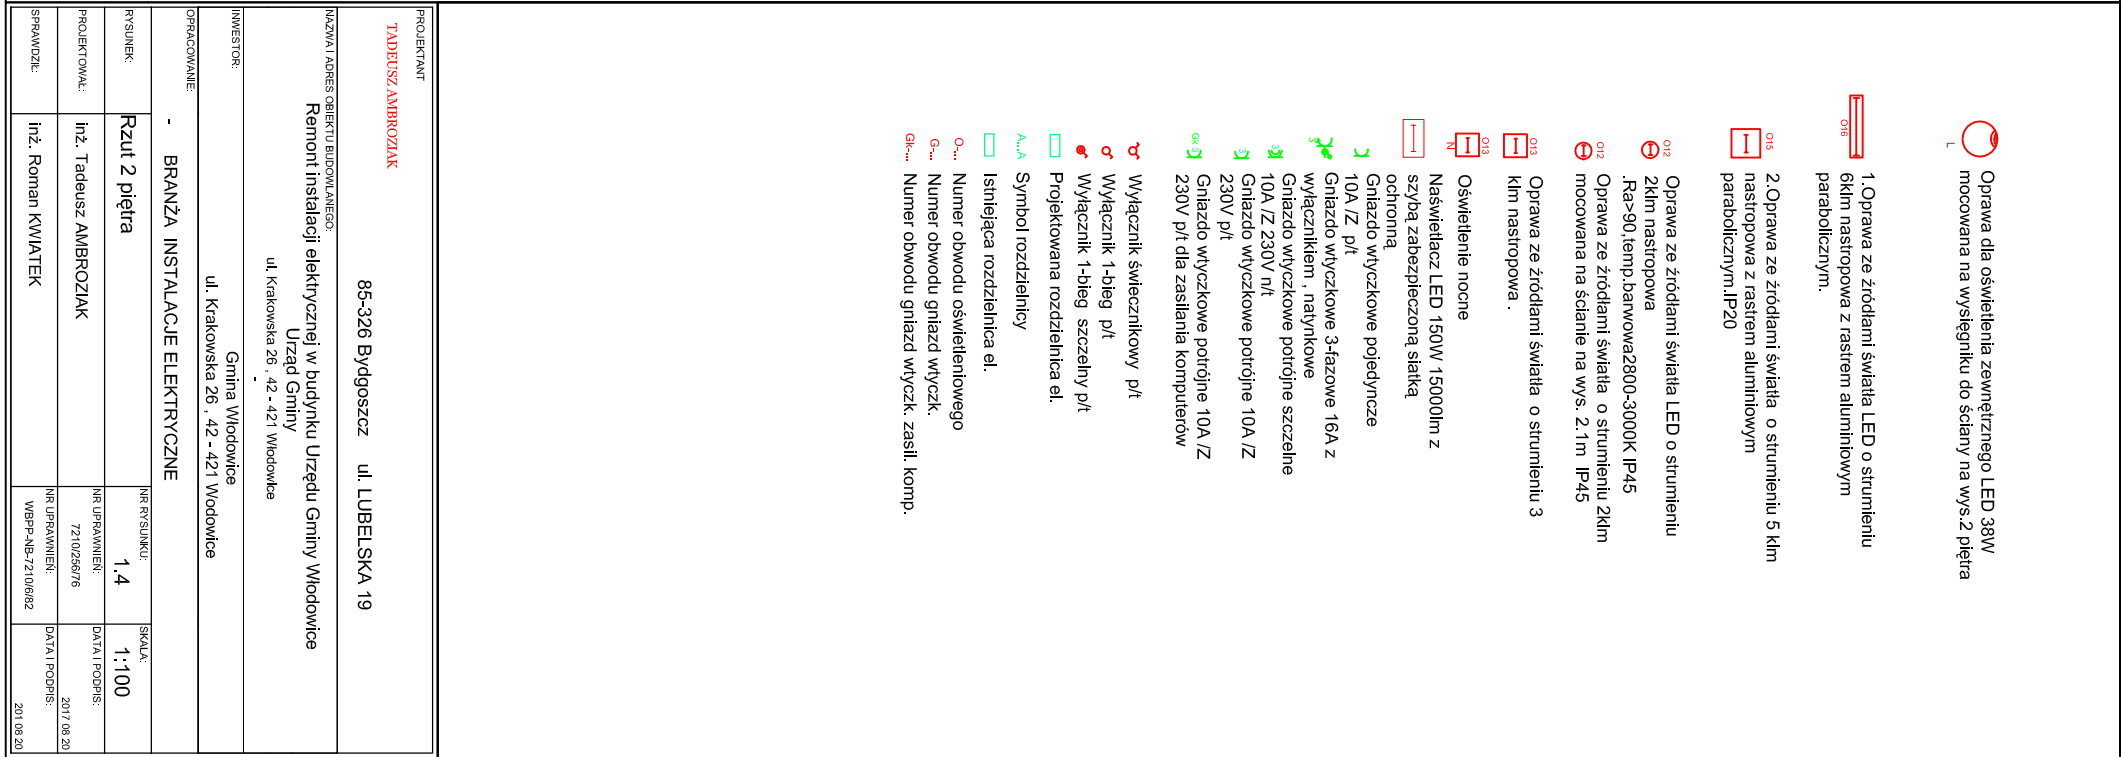 L
Oprawa dla oświetlenia zewnętrznego LED 38W
mocowana na wysięgniku do ściany na wys.2 piętra
O16
1.Oprawa ze źródłami światła LED o strumieniu
6klm nastropowa z rastrem aluminiowym
parabolicznym.
O15
2.Oprawa ze źródłami światła o strumieniu 5 klm
nastropowa z rastrem aluminiowym
parabolicznym.IP20
O12
Oprawa ze źródłami światła LED o strumieniu
2klm nastropowa
.Ra>90,temp.barwowa2800-3000K IP45
O12
Oprawa ze źródłami światła o strumieniu 2klm
mocowana na ścianie na wys. 2.1m IP45
O13
Oprawa ze źródłami światła o strumieniu 3
klm nastropowa .
O13
N
Oświetlenie nocne
Naświetlacz LED 150W 15000lm z
szybą zabezpieczoną siatką
ochronną
Gniazdo wtyczkowe pojedyncze
10A /Z p/t
3
Gniazdo wtyczkowe 3-fazowe 16A z
wyłącznikiem , natynkowe
3
Gniazdo wtyczkowe potrójne szczelne
10A /Z 230V n/t
3
Gniazdo wtyczkowe potrójne 10A /Z
230V p/t
Gk 3
Gniazdo wtyczkowe potrójne 10A /Z
230V p/t dla zasilania komputerów
Wyłącznik świecznikowy p/t
Wyłącznik 1-bieg p/t
Wyłącznik 1-bieg szczelny p/t
Projektowana rozdzielnica el.
A...A Symbol rozdzielnicy
Istniejąca rozdzielnica el.
O-... Numer obwodu oświetleniowego
G-... Numer obwodu gniazd wtyczk.
Gk-... Numer obwodu gniazd wtyczk. zasil. komp.
PROJEKTANT
TADEUSZ AMBROZIAK
85-326 Bydgoszcz ul. LUBELSKA 19
NAZWA I ADRES OBIEKTU BUDOWLANEGO:
Remont instalacji elektrycznej w budynku Urzędu Gminy Włodowice
Urząd Gminy
ul. Krakowska 26 , 42 - 421 Włodowice
-
INWESTOR:
Gmina Włodowice
ul. Krakowska 26 , 42 - 421 Wodowice
OPRACOWANIE:
- BRANŻA INSTALACJE ELEKTRYCZNE
RYSUNEK:
Rzut 2 piętra
NR RYSUNKU:
1.4
SKALA:
1:100
PROJEKTOWAŁ:
inż. Tadeusz AMBROZIAK
NR UPRAWNIEŃ:
7210/256/76
DATA I PODPIS:
2017 08 20
SPRAWDZIŁ:
inż. Roman KWIATEK
NR UPRAWNIEŃ:
WBPP-NB-7210/6/82
DATA I PODPIS:
201 08 20